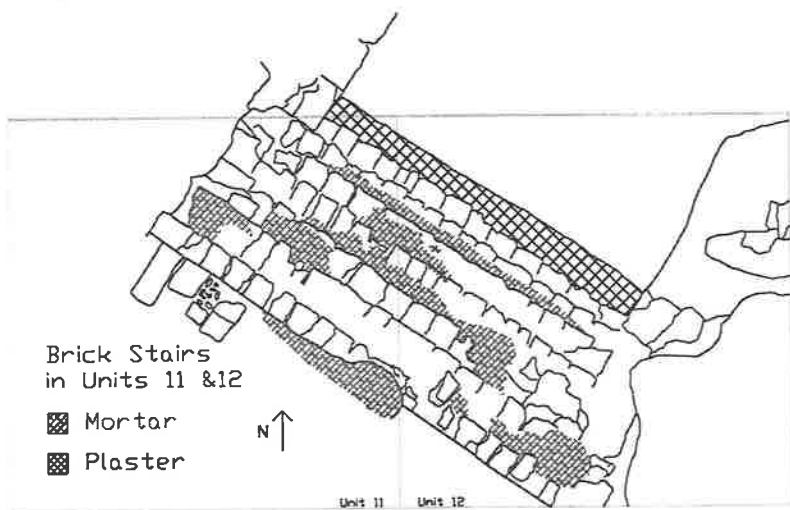 Brick Stairs
in Units 11 &12
Mortar
Plaster
N
Unit 11
Unit 12